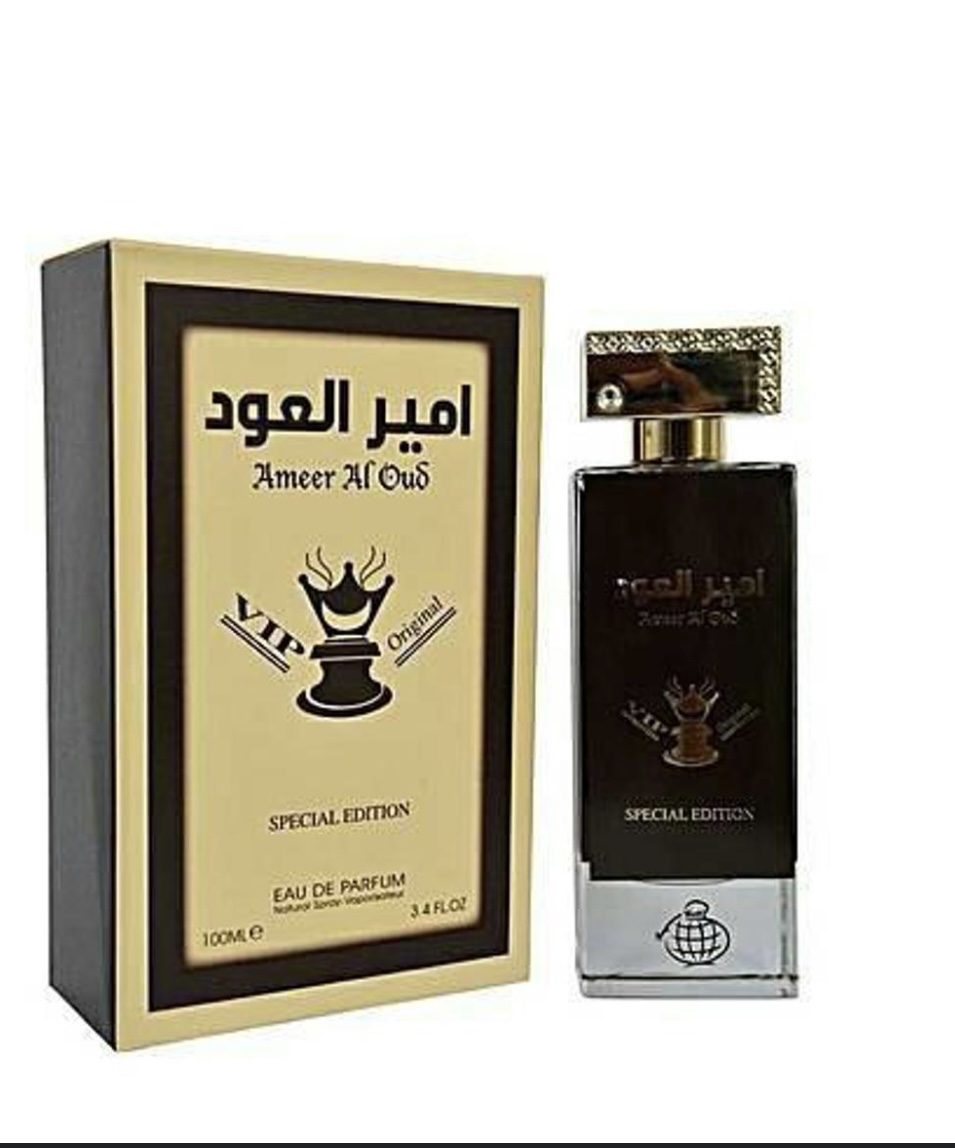 امير العود
Ameer Al Oud
VIP
Original
SPECIAL EDITION
EAU DE PARFUM
Natural Spray Vaporisateur
3.4 FL.OZ
100ML ℮
امير العود
Ameer Al Oud
VIP
Original
SPECIAL EDITION